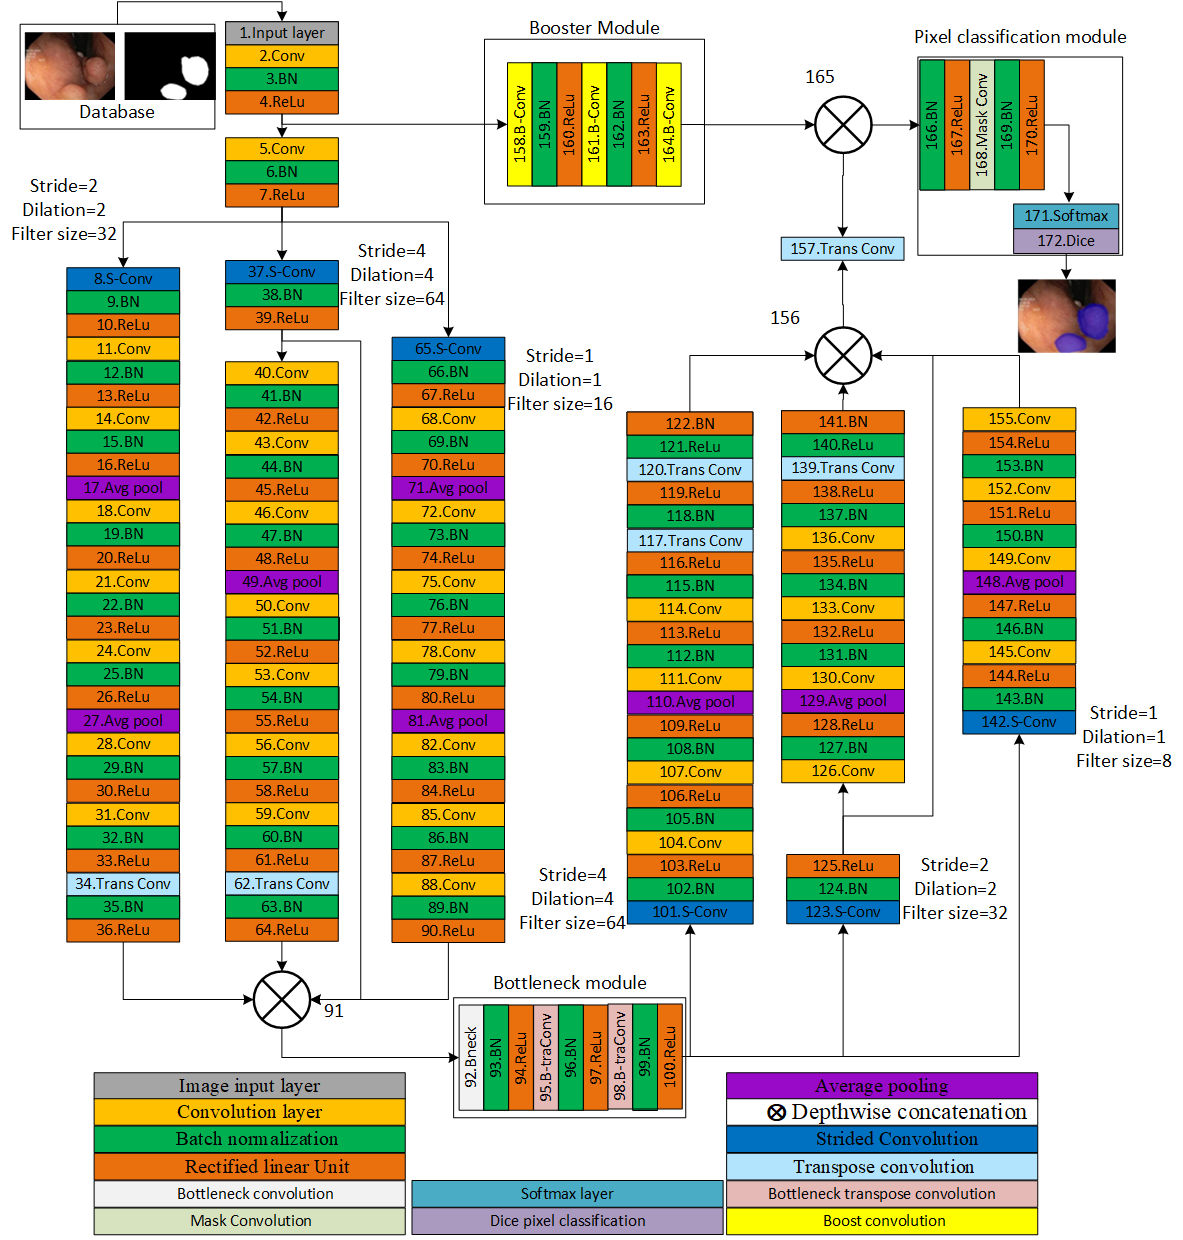 Database
1.Input layer
2.Conv
3.BN
4.ReLu
5.Conv
6.BN
7.ReLu
Booster Module
158.B-Conv
159.BN
160.ReLu
161.B-Conv
162.BN
163.ReLu
164.B-Conv
165
Pixel classification module
166.BN
167.ReLu
168.Mask Conv
169.BN
170.ReLu
171.Softmax
172.Dice
157.Trans Conv
156
Stride=2
Dilation=2
Filter size=32
8.S-Conv
9.BN
10.ReLu
11.Conv
12.BN
13.ReLu
14.Conv
15.BN
16.ReLu
17.Avg pool
18.Conv
19.BN
20.ReLu
21.Conv
22.BN
23.ReLu
24.Conv
25.BN
26.ReLu
27.Avg pool
28.Conv
29.BN
30.ReLu
31.Conv
32.BN
33.ReLu
34.Trans Conv
35.BN
36.ReLu
Stride=4
Dilation=4
Filter size=64
37.S-Conv
38.BN
39.ReLu
40.Conv
41.BN
42.ReLu
43.Conv
44.BN
45.ReLu
46.Conv
47.BN
48.ReLu
49.Avg pool
50.Conv
51.BN
52.ReLu
53.Conv
54.BN
55.ReLu
56.Conv
57.BN
58.ReLu
59.Conv
60.BN
61.ReLu
62.Trans Conv
63.BN
64.ReLu
Stride=1
Dilation=1
Filter size=16
65.S-Conv
66.BN
67.ReLu
68.Conv
69.BN
70.ReLu
71.Avg pool
72.Conv
73.BN
74.ReLu
75.Conv
76.BN
77.ReLu
78.Conv
79.BN
80.ReLu
81.Avg pool
82.Conv
83.BN
84.ReLu
85.Conv
86.BN
87.ReLu
88.Conv
89.BN
90.ReLu
91
Bottleneck module
92.Bneck
93.BN
94.ReLu
95.B-traConv
96.BN
97.ReLu
98.B-traConv
99.BN
100.ReLu
122.BN
121.ReLu
120.Trans Conv
119.ReLu
118.BN
117.Trans Conv
116.ReLu
115.BN
114.Conv
113.ReLu
112.BN
111.Conv
110.Avg pool
109.ReLu
108.BN
107.Conv
106.ReLu
105.BN
104.Conv
103.ReLu
102.BN
101.S-Conv
Stride=4
Dilation=4
Filter size=64
141.BN
140.ReLu
139.Trans Conv
138.ReLu
137.BN
136.Conv
135.ReLu
134.BN
133.Conv
132.ReLu
131.BN
130.Conv
129.Avg pool
128.ReLu
127.BN
126.Conv
125.ReLu
124.BN
123.S-Conv
Stride=2
Dilation=2
Filter size=32
155.Conv
154.ReLu
153.BN
152.Conv
151.ReLu
150.BN
149.Conv
148.Avg pool
147.ReLu
146.BN
145.Conv
144.ReLu
143.BN
142.S-Conv
Stride=1
Dilation=1
Filter size=8
Image input layer
Convolution layer
Batch normalization
Rectified linear Unit
Bottleneck convolution
Mask Convolution
Softmax layer
Dice pixel classification
Average pooling
Depthwise concatenation
Strided Convolution
Transpose convolution
Bottleneck transpose convolution
Boost convolution